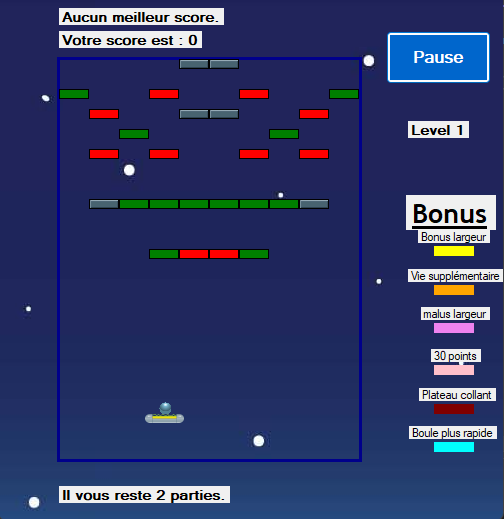 Aucun meilleur score.
Votre score est : 0
Pause
Level 1
Bonus
Bonus largeur
Vie supplémentaire
malus largeur
30 points
Plateau collant
Boule plus rapide
Il vous reste 2 parties.